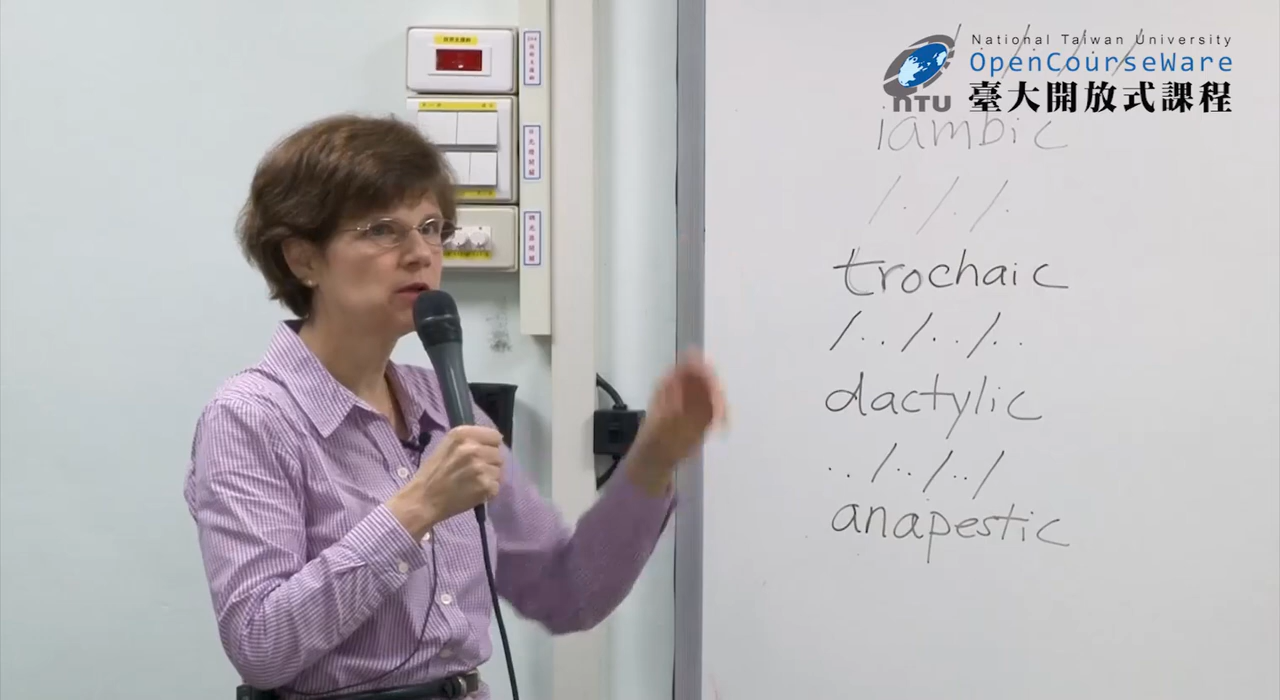 National Taiwan University
OpenCourseWare
NTU
臺大開放式課程
iambic
/ . / . / .
trochaic
/ . . / . . / . .
dactylic
. . / . . / . . /
anapestic